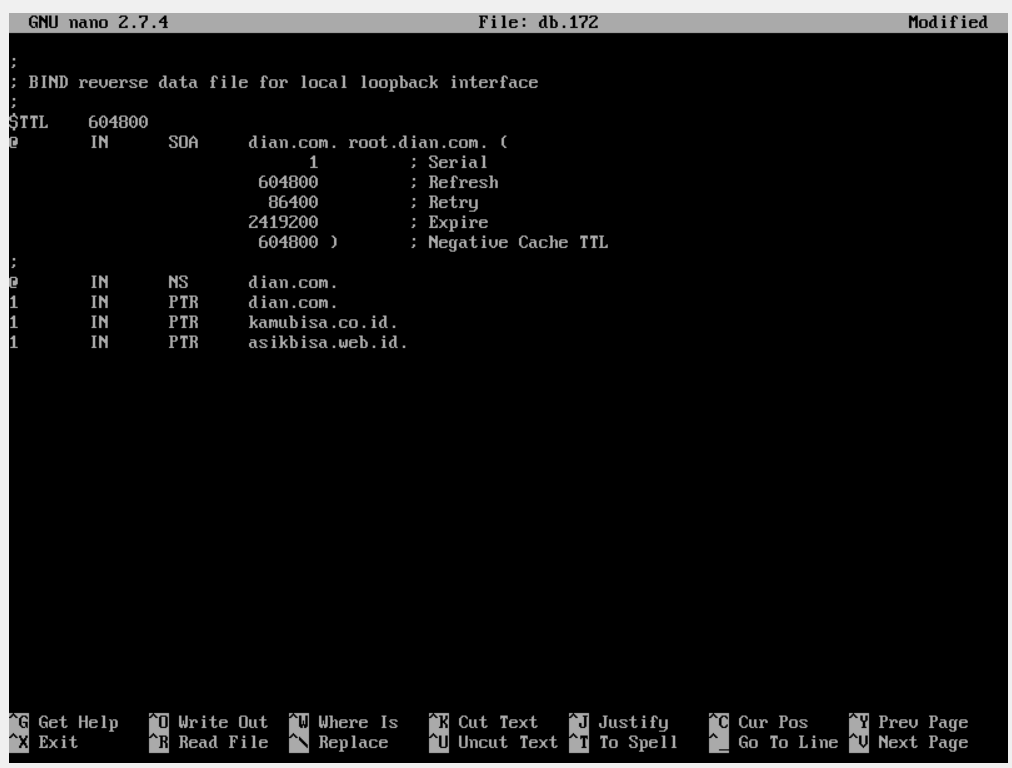 GNU nano 2.7.4 File: db.172 Modified
;
; BIND reverse data file for local loopback interface
;
$TTL 604800
@ IN SOA dian.com. root.dian.com. (
1 ; Serial
604800 ; Refresh
86400 ; Retry
2419200 ; Expire
604800 ) ; Negative Cache TTL
;
@ IN NS dian.com.
1 IN PTR dian.com.
1 IN PTR kamubisa.co.id.
1 IN PTR asikbisa.web.id.
^G Get Help ^O Write Out ^W Where Is ^K Cut Text ^J Justify ^C Cur Pos ^Y Prev Page
^X Exit ^R Read File ^\ Replace ^U Uncut Text ^T To Spell ^_ Go To Line ^V Next Page